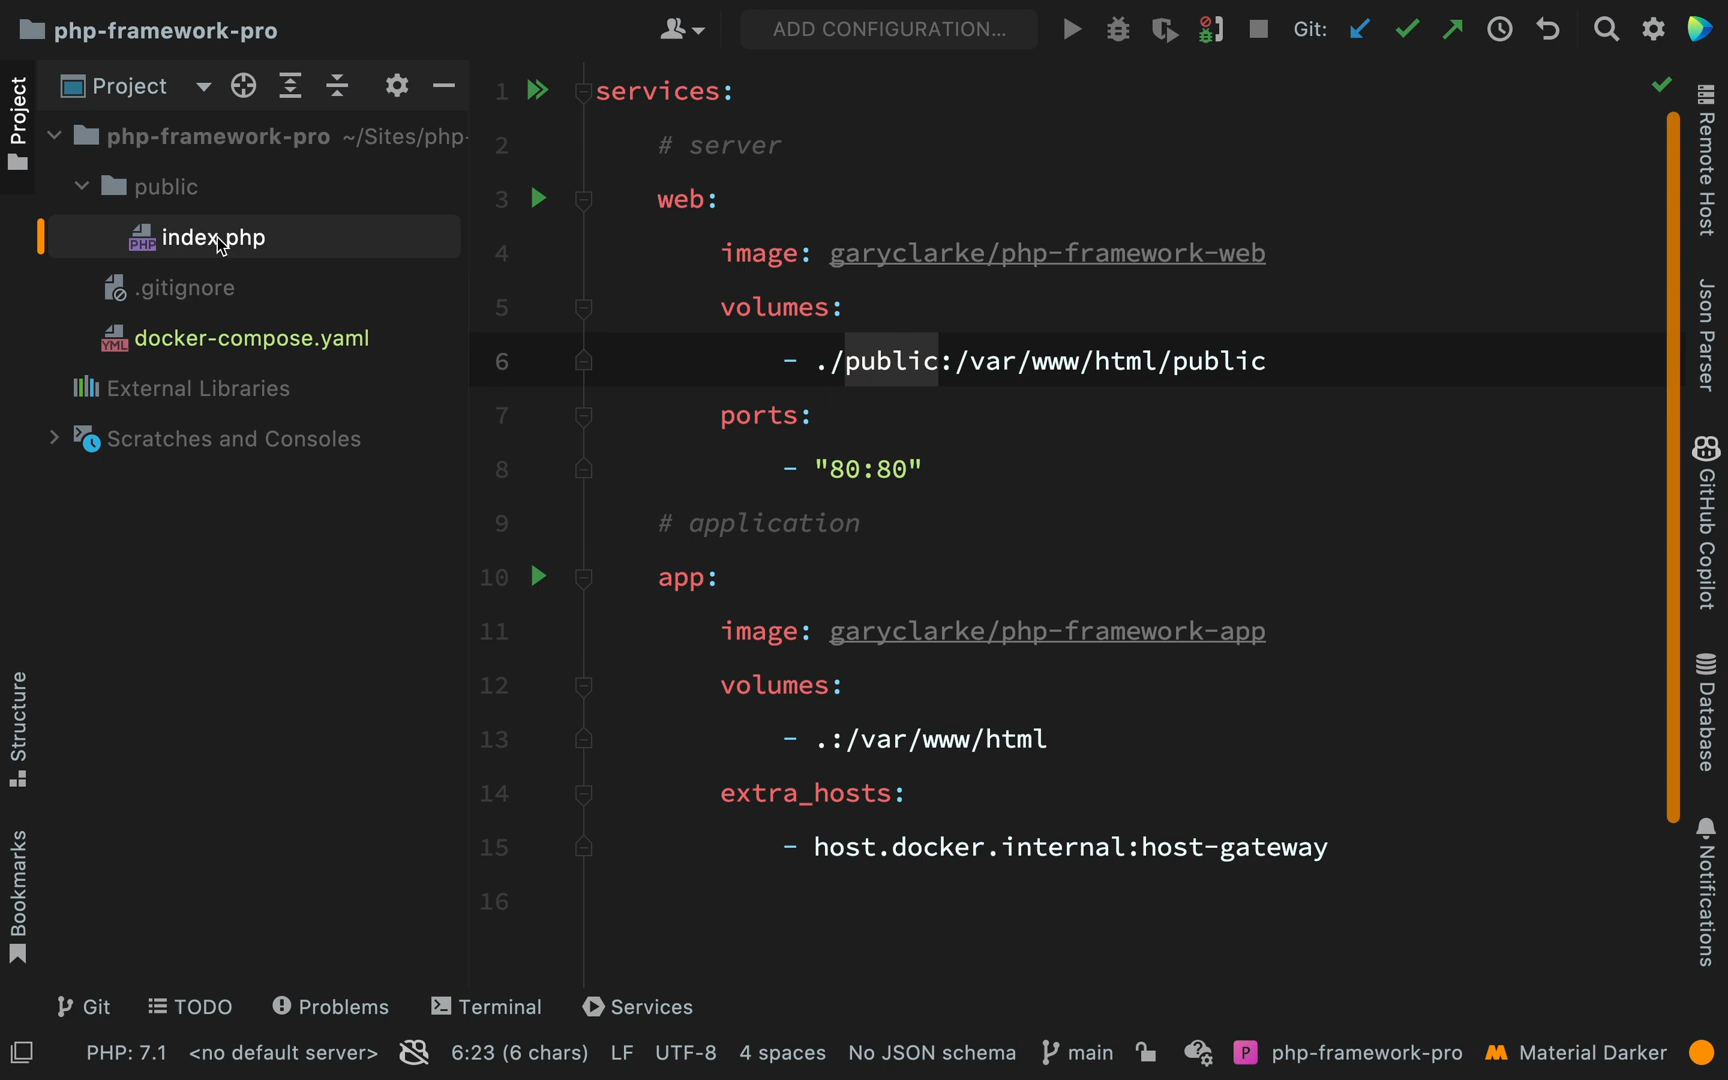 php-framework-pro
ADD CONFIGURATION...
Git:
Project
Project
php-framework-pro ~/Sites/php-
public
index.php
.gitignore
docker-compose.yaml
External Libraries
Scratches and Consoles
Structure
Bookmarks
1 services:
2 # server
3 web:
4 image: garyclarke/php-framework-web
5 volumes:
6 - ./public:/var/www/html/public
7 ports:
8 - "80:80"
9 # application
10 app:
11 image: garyclarke/php-framework-app
12 volumes:
13 - .:/var/www/html
14 extra_hosts:
15 - host.docker.internal:host-gateway
16
Remote Host
Json Parser
GitHub Copilot
Database
Notifications
Git TODO Problems Terminal Services
PHP: 7.1 <no default server> 6:23 (6 chars) LF UTF-8 4 spaces No JSON schema main P php-framework-pro Material Darker